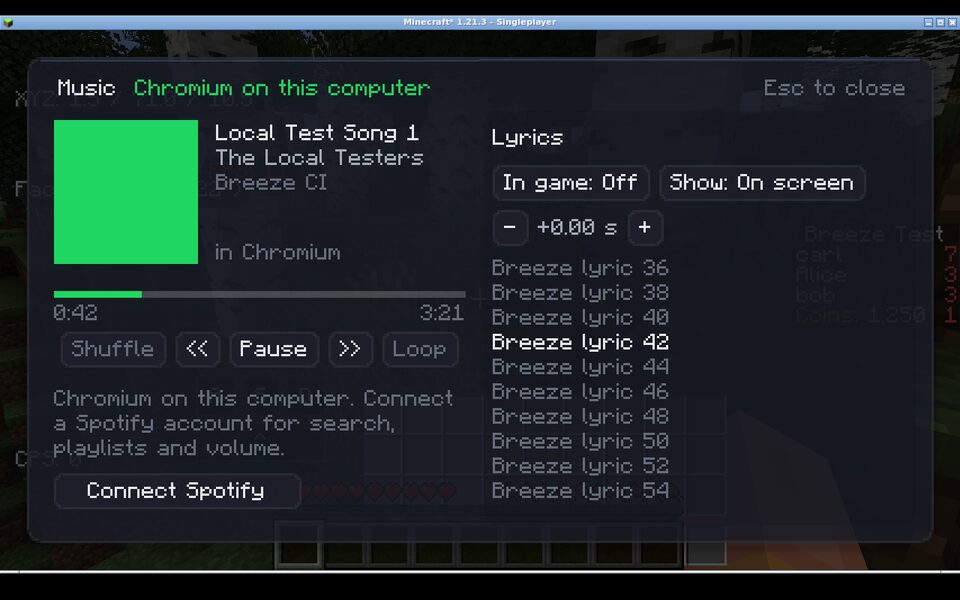 Minecraft* 1.21.3 - Singleplayer
Music Chromium on this computer
Esc to close
Local Test Song 1
The Local Testers
Breeze CI
in Chromium
0:42
3:21
Shuffle
<<
Pause
>>
Loop
Chromium on this computer. Connect
a Spotify account for search,
playlists and volume.
Connect Spotify
Lyrics
In game: Off
Show: On screen
- +0.00 s +
Breeze lyric 36
Breeze lyric 38
Breeze lyric 40
Breeze lyric 42
Breeze lyric 44
Breeze lyric 46
Breeze lyric 48
Breeze lyric 50
Breeze lyric 52
Breeze lyric 54
Breeze Test
carl 7
Alice 3
bob 3
Coins: 1,250 1